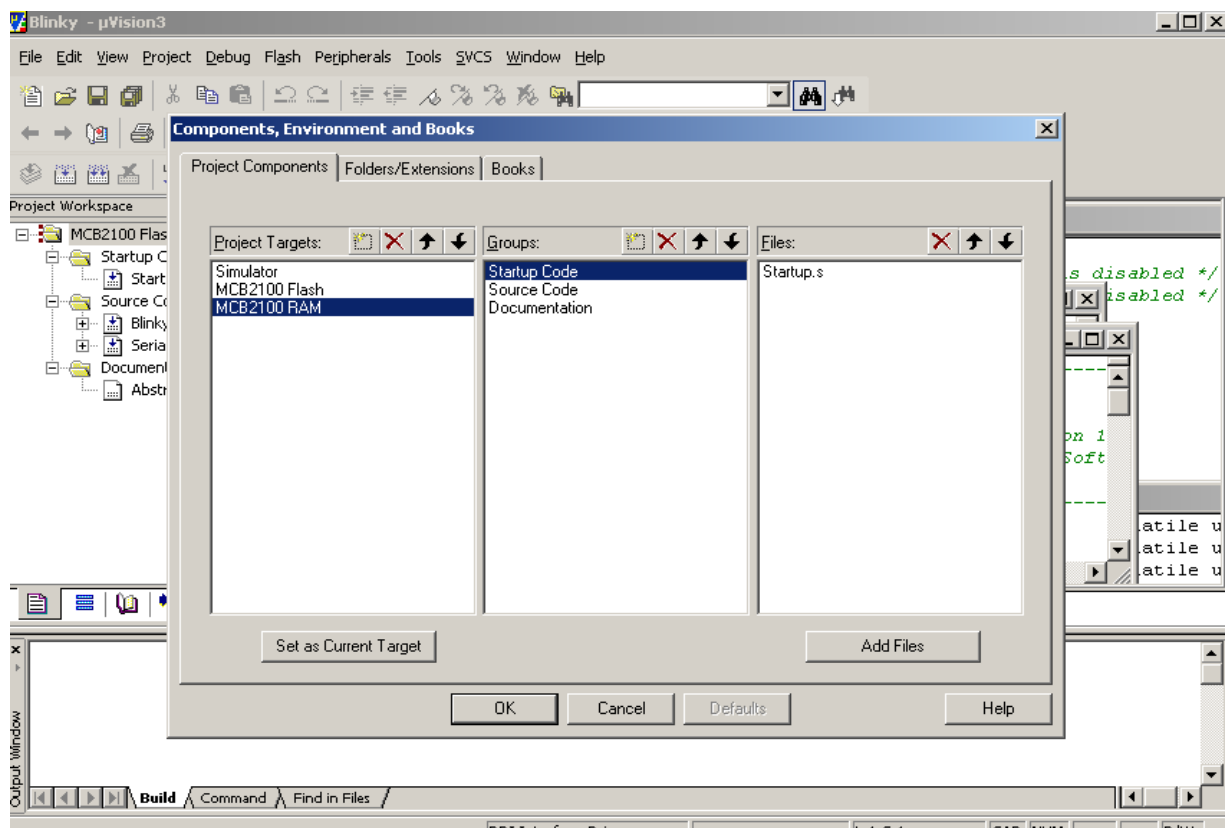 Blinky - µVision3
File Edit View Project Debug Flash Peripherals Tools SVCS Window Help
Components, Environment and Books
Project Components Folders/Extensions Books
Project Workspace
MCB2100 Flas
Startup C
Start
Source Co
Blinky
Seria
Document
Abstr
Project Targets:
Simulator
MCB2100 Flash
MCB2100 RAM
Groups:
Startup Code
Source Code
Documentation
Files:
Startup.s
s disabled */
isabled */
on 1
Soft
atile u
atile u
atile u
Set as Current Target
Add Files
OK Cancel Defaults Help
Output Window
Build Command Find in Files